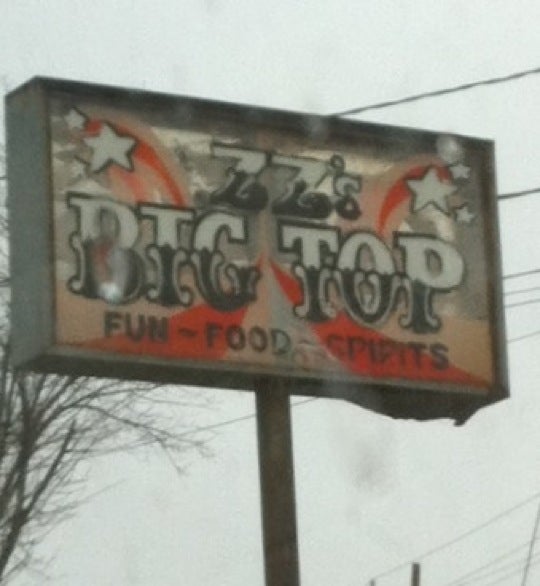 ZZ's
BIG TOP
FUN ~ FOOD ~ SPIRITS